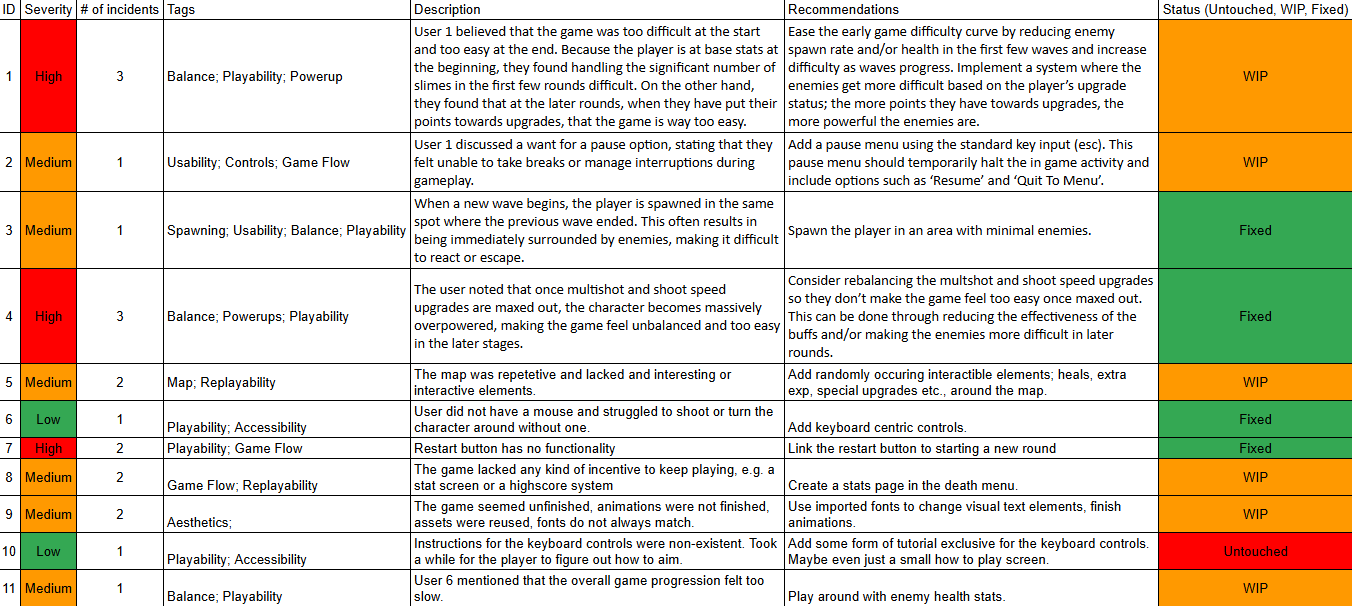 ID Severity # of incidents Tags Description Recommendations Status (Untouched, WIP, Fixed)
1 High 3 Balance; Playability; Powerup
User 1 believed that the game was too difficult at the start
and too easy at the end. Because the player is at base stats at
the beginning, they found handling the significant number of
slimes in the first few rounds difficult. On the other hand,
they found that at the later rounds, when they have put their
points towards upgrades, that the game is way too easy.
Ease the early game difficulty curve by reducing enemy
spawn rate and/or health in the first few waves and increase
difficulty as waves progress. Implement a system where the
enemies get more difficult based on the player's upgrade
status; the more points they have towards upgrades, the
more powerful the enemies are.
WIP
2 Medium 1 Usability; Controls; Game Flow
User 1 discussed a want for a pause option, stating that they
felt unable to take breaks or manage interruptions during
gameplay.
Add a pause menu using the standard key input (esc). This
pause menu should temporarily halt the in game activity and
include options such as ‘Resume’ and ‘Quit To Menu’.
WIP
3 Medium 1 Spawning; Usability; Balance; Playability
When a new wave begins, the player is spawned in the same
spot where the previous wave ended. This often results in
being immediately surrounded by enemies, making it difficult
to react or escape.
Spawn the player in an area with minimal enemies.
Fixed
4 High 3 Balance; Powerups; Playability
The user noted that once multishot and shoot speed
upgrades are maxed out, the character becomes massively
overpowered, making the game feel unbalanced and too easy
in the later stages.
Consider rebalancing the multshot and shoot speed upgrades
so they don't make the game feel too easy once maxed out.
This can be done through reducing the effectiveness of the
buffs and/or making the enemies more difficult in later
rounds.
Fixed
5 Medium 2 Map; Replayability
The map was repetetive and lacked and interesting or
interactive elements.
Add randomly occuring interactible elements; heals, extra
exp, special upgrades etc., around the map.
WIP
6 Low 1 Playability; Accessibility
User did not have a mouse and struggled to shoot or turn the
character around without one.
Add keyboard centric controls.
Fixed
7 High 2 Playability; Game Flow
Restart button has no functionality
Link the restart button to starting a new round
Fixed
8 Medium 2 Game Flow; Replayability
The game lacked any kind of incentive to keep playing, e.g. a
stat screen or a highscore system
Create a stats page in the death menu.
WIP
9 Medium 2 Aesthetics;
The game seemed unfinished, animations were not finished,
assets were reused, fonts do not always match.
Use imported fonts to change visual text elements, finish
animations.
WIP
10 Low 1 Playability; Accessibility
Instructions for the keyboard controls were non-existent. Took
a while for the player to figure out how to aim.
Add some form of tutorial exclusive for the keyboard controls.
Maybe even just a small how to play screen.
Untouched
11 Medium 1 Balance; Playability
User 6 mentioned that the overall game progression felt too
slow.
Play around with enemy health stats.
WIP